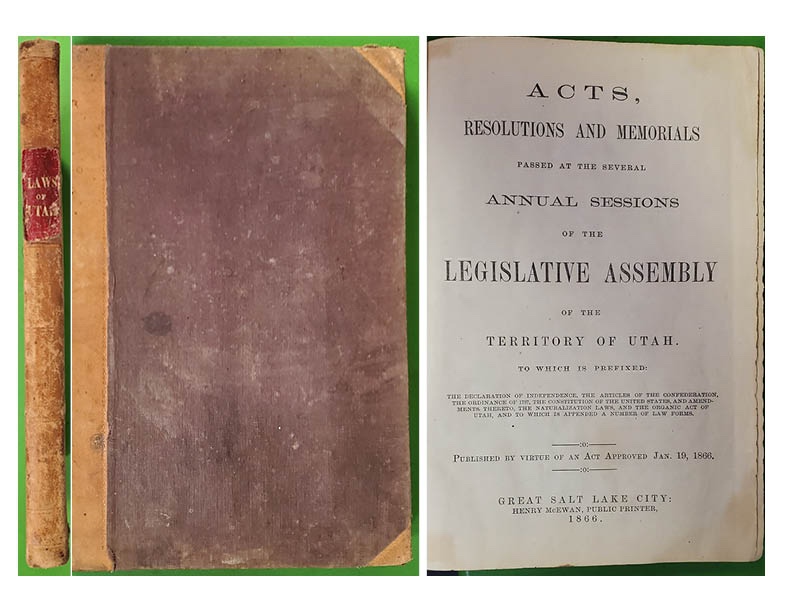 LAWS
OF
UTAH
ACTS,
RESOLUTIONS AND MEMORIALS
PASSED AT THE SEVERAL
ANNUAL SESSIONS
OF THE
LEGISLATIVE ASSEMBLY
OF THE
TERRITORY OF UTAH.
TO WHICH IS PREFIXED:
THE DECLARATION OF INDEPENDENCE, THE ARTICLES OF THE CONFEDERATION,
THE ORDINANCE OF 1787, THE CONSTITUTION OF THE UNITED STATES, AND AMEND-
MENTS THERETO, THE NATURALIZATION LAWS, AND THE ORGANIC ACT OF
UTAH, AND TO WHICH IS APPENDED A NUMBER OF LAW FORMS.
:o:
PUBLISHED BY VIRTUE OF AN ACT APPROVED JAN. 19, 1866.
:o:
GREAT SALT LAKE CITY:
HENRY McEWAN, PUBLIC PRINTER,
1866.